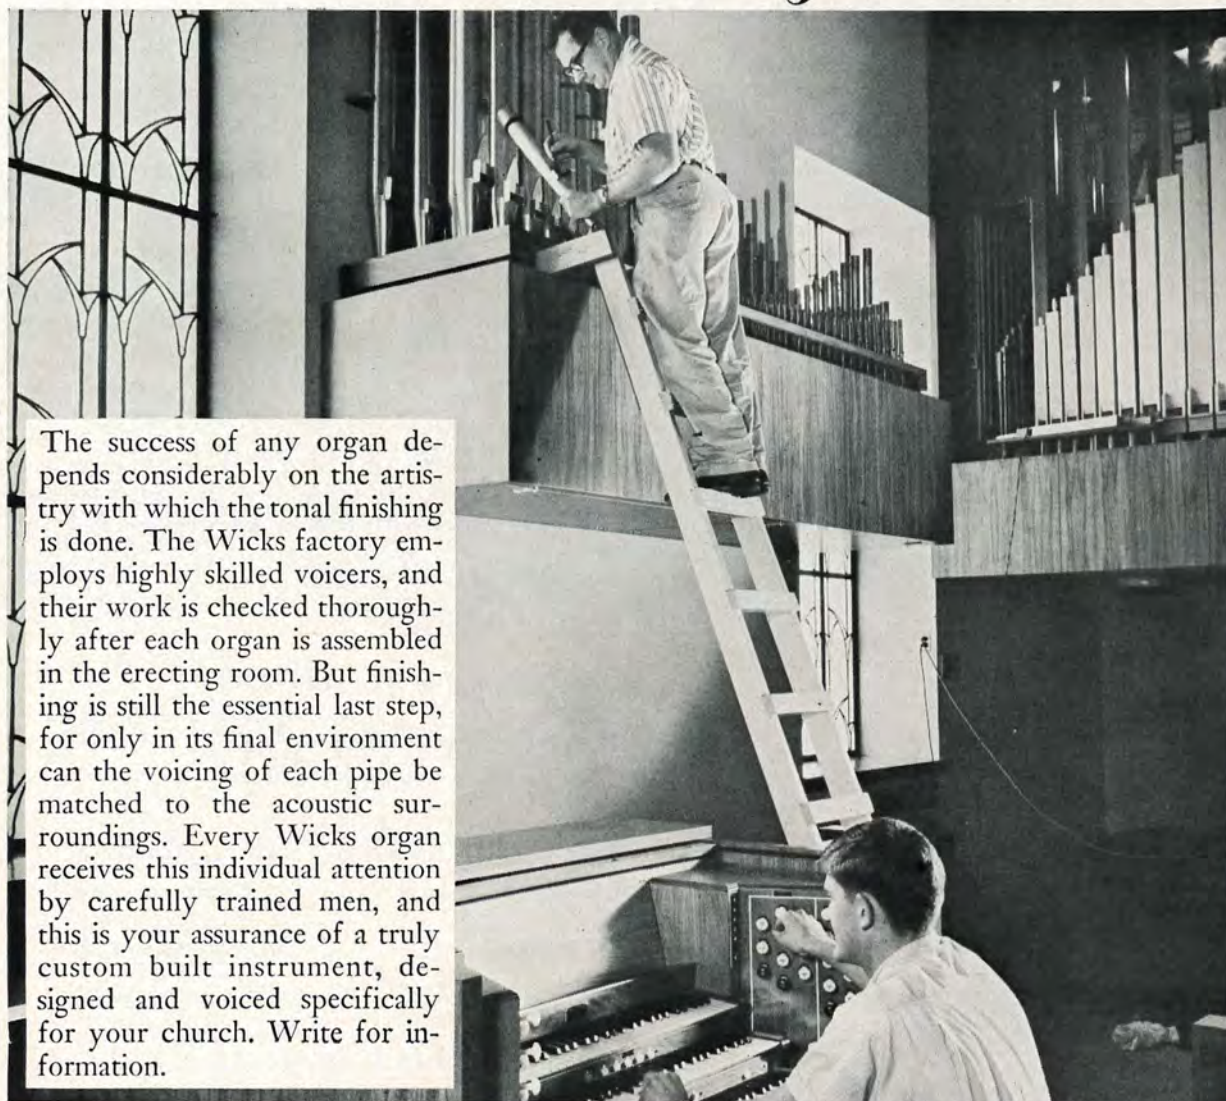 The success of any organ de-
pends considerably on the artis-
try with which the tonal finishing
is done. The Wicks factory em-
ploys highly skilled voicers, and
their work is checked thorough-
ly after each organ is assembled
in the erecting room. But finish-
ing is still the essential last step,
for only in its final environment
can the voicing of each pipe be
matched to the acoustic sur-
roundings. Every Wicks organ
receives this individual attention
by carefully trained men, and
this is your assurance of a truly
custom built instrument, de-
signed and voiced specifically
for your church. Write for in-
formation.